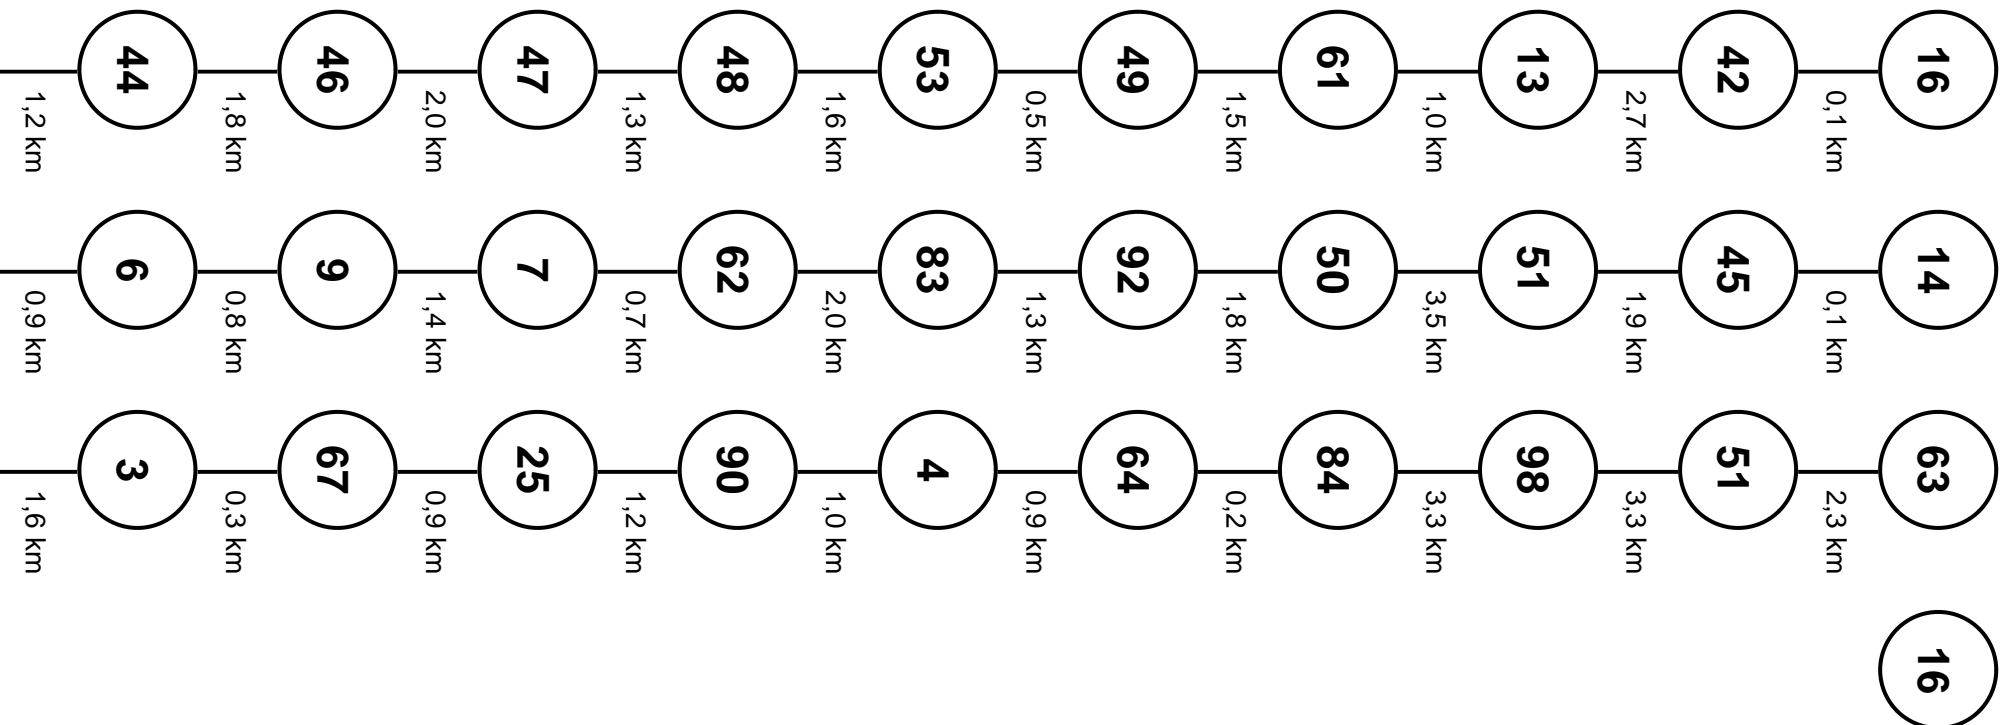 16
0,1 km
42
2,7 km
13
1,0 km
61
1,5 km
49
0,5 km
53
1,6 km
48
1,3 km
47
2,0 km
46
1,8 km
44
1,2 km
14
0,1 km
45
1,9 km
51
3,5 km
50
1,8 km
92
1,3 km
83
2,0 km
62
0,7 km
7
1,4 km
9
0,8 km
6
0,9 km
63
2,3 km
51
3,3 km
98
3,3 km
84
0,2 km
64
0,9 km
4
1,0 km
90
1,2 km
25
0,9 km
67
0,3 km
3
1,6 km
16